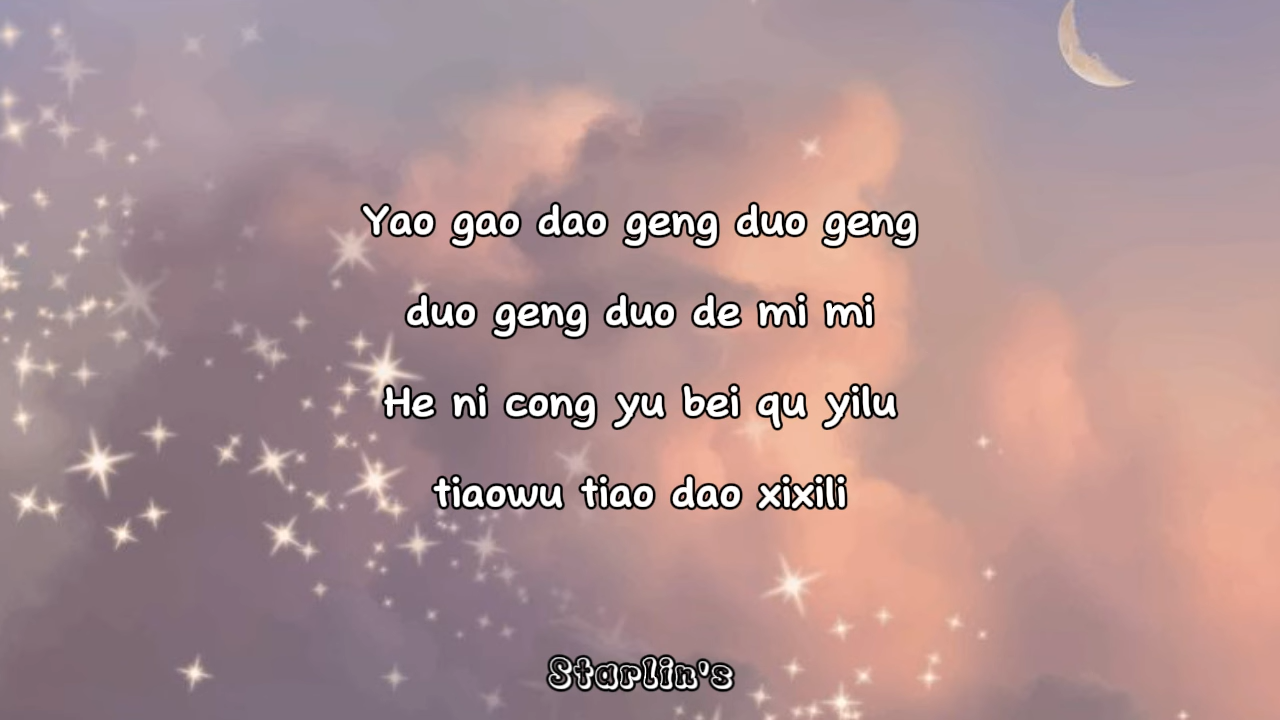 Yao gao dao geng duo geng
duo geng duo de mi mi
He ni cong yu bei qu yilu
tiaowu tiao dao xixili
Starlin's